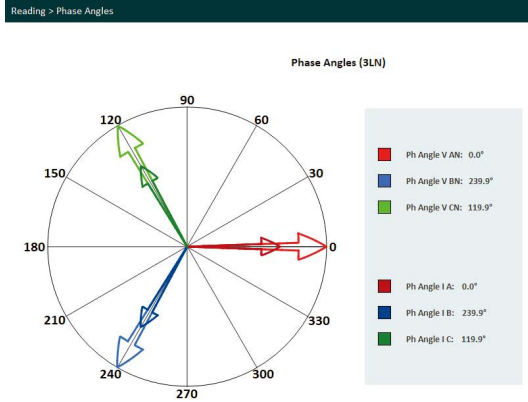 Reading > Phase Angles
Phase Angles (3LN)
90
120
60
150
30
180
0
210
330
240
300
270
Ph Angle V AN: 0.0°
Ph Angle V BN: 239.9°
Ph Angle V CN: 119.9°
Ph Angle I A: 0.0°
Ph Angle I B: 239.9°
Ph Angle I C: 119.9°